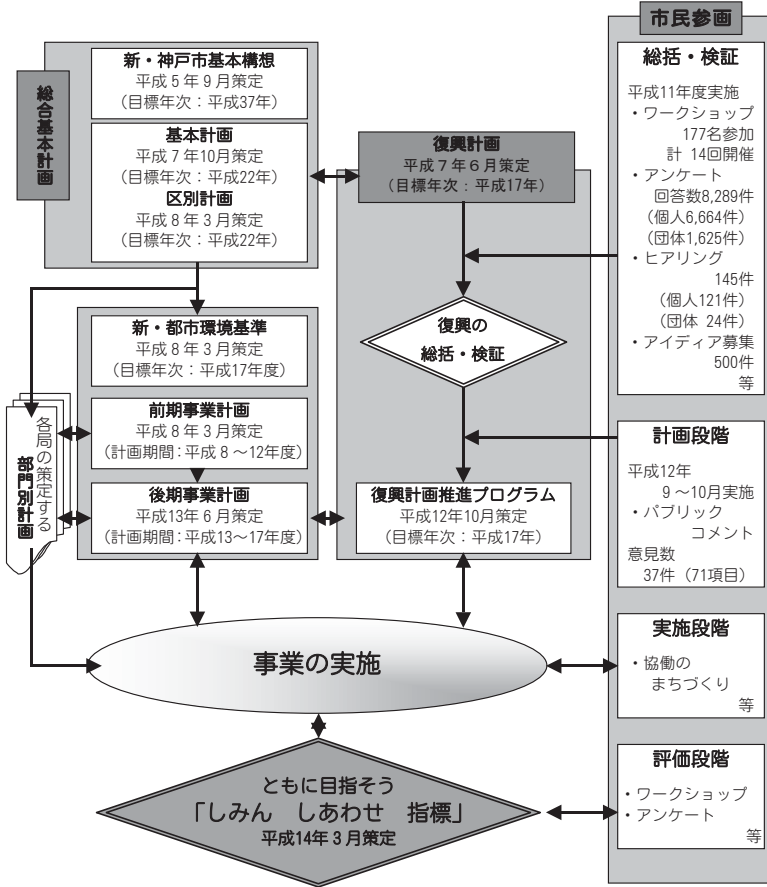 総合基本計画
新・神戸市基本構想
平成５年９月策定
（目標年次：平成37年）
基本計画
平成７年10月策定
（目標年次：平成22年）
区別計画
平成８年３月策定
（目標年次：平成22年）
復興計画
平成７年６月策定
（目標年次：平成17年）
新・都市環境基準
平成８年３月策定
（目標年次：平成17年度）
前期事業計画
平成８年３月策定
（計画期間：平成８～12年度）
後期事業計画
平成13年６月策定
（計画期間：平成13～17年度）
各局の策定する
部門別計画
復興の
総括・検証
復興計画推進プログラム
平成12年10月策定
（目標年次：平成17年）
事業の実施
ともに目指そう
「しみん　しあわせ　指標」
平成14年３月策定
市民参画
総括・検証
平成11年度実施
・ワークショップ
177名参加
計 14回開催
・アンケート
回答数8,289件
（個人6,664件）
（団体1,625件）
・ヒアリング
145件
（個人121件）
（団体 24件）
・アイディア募集
500件
等
計画段階
平成12年
９～10月実施
・パブリック
コメント
意見数
37件（71項目）
実施段階
・協働の
まちづくり
等
評価段階
・ワークショップ
・アンケート
等